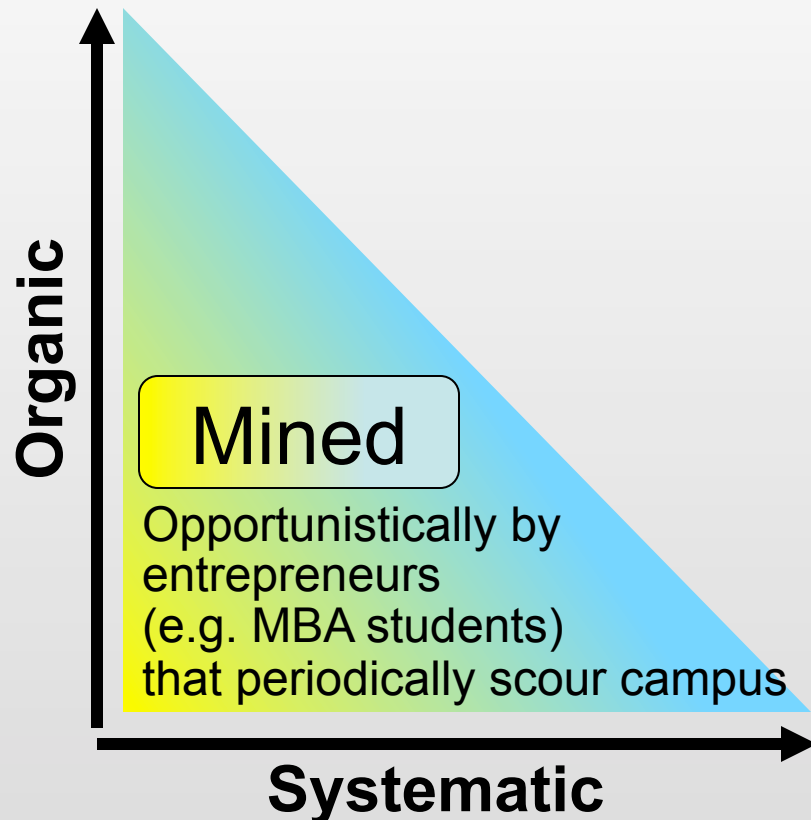 Organic
Mined
Opportunistically by
entrepreneurs
(e.g. MBA students)
that periodically scour campus
Systematic